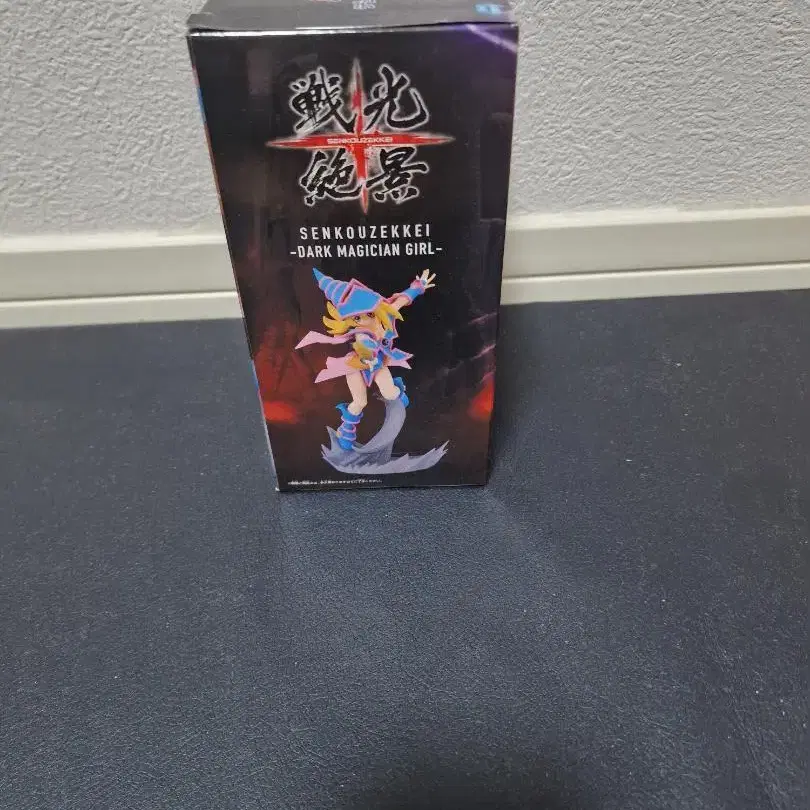 戦光
SENKOUZEKKEI
絶景
SENKOUZEKKEI
-DARK MAGICIAN GIRL-